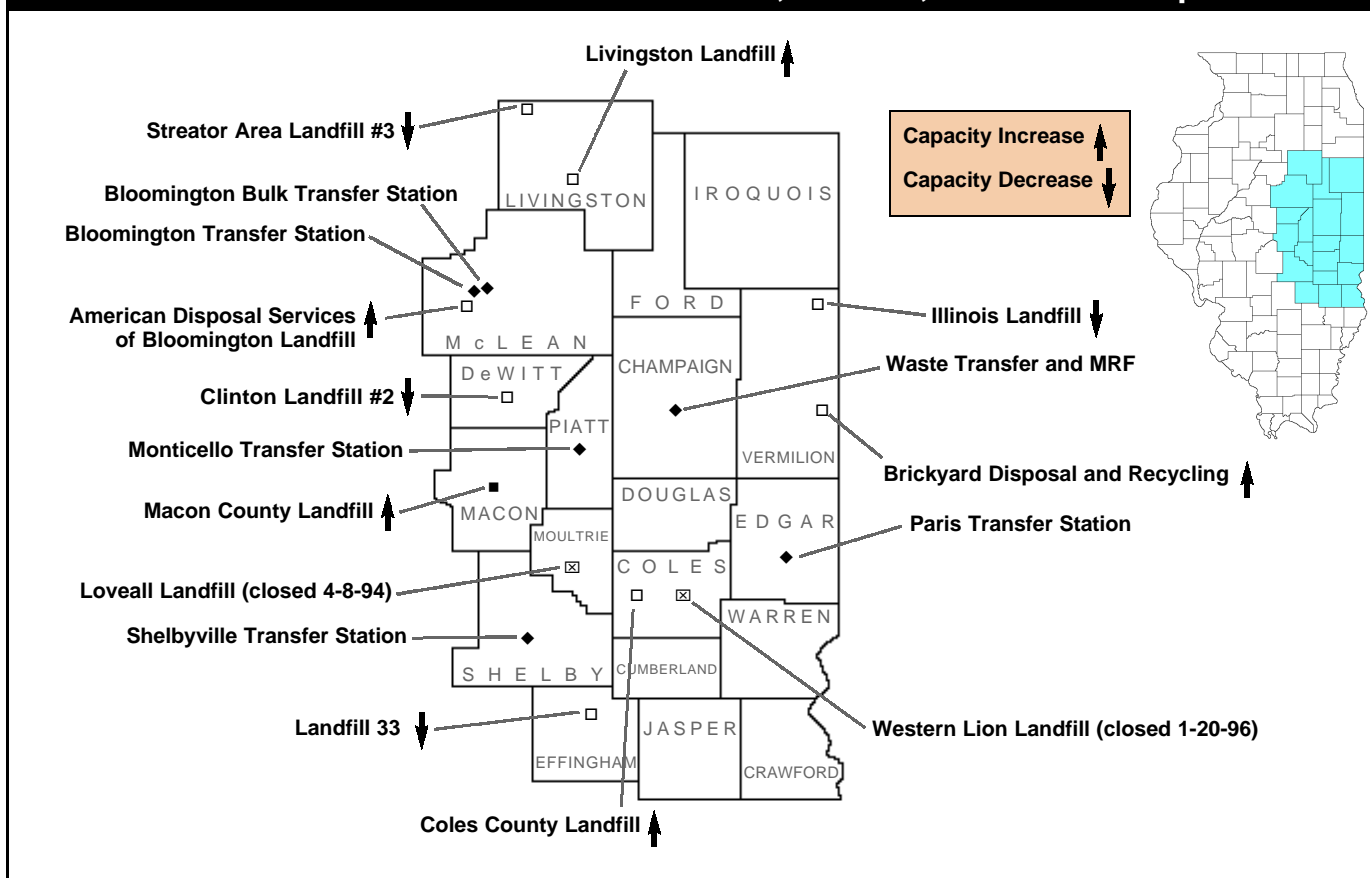 Livingston Landfill
Streator Area Landfill #3
Bloomington Bulk Transfer Station
Bloomington Transfer Station
American Disposal Services
of Bloomington Landfill
Clinton Landfill #2
Monticello Transfer Station
Macon County Landfill
Loveall Landfill (closed 4-8-94)
Shelbyville Transfer Station
Landfill 33
Coles County Landfill
LIVINGSTON
IROQUOIS
FORD
McLEAN
DeWITT
CHAMPAIGN
PIATT
VERMILION
MACON
DOUGLAS
EDGAR
MOULTRIE
COLES
WARREN
SHELBY
CUMBERLAND
JASPER
EFFINGHAM
CRAWFORD
Capacity Increase
Capacity Decrease
Illinois Landfill
Waste Transfer and MRF
Brickyard Disposal and Recycling
Paris Transfer Station
Western Lion Landfill (closed 1-20-96)